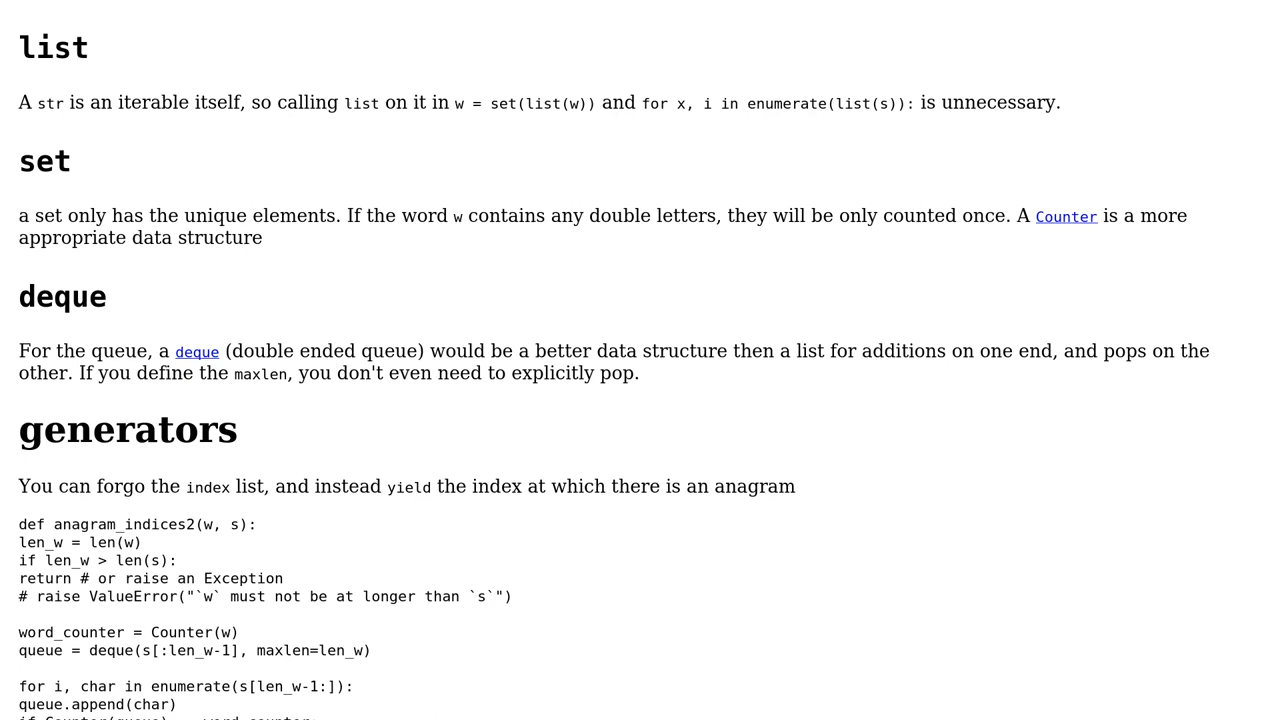 list
A str is an iterable itself, so calling list on it in w = set(list(w)) and for x, i in enumerate(list(s)): is unnecessary.
set
a set only has the unique elements. If the word w contains any double letters, they will be only counted once. A Counter is a more
appropriate data structure
deque
For the queue, a deque (double ended queue) would be a better data structure then a list for additions on one end, and pops on the
other. If you define the maxlen, you don't even need to explicitly pop.
generators
You can forgo the index list, and instead yield the index at which there is an anagram
def anagram_indices2(w, s):
len_w = len(w)
if len_w > len(s):
return # or raise an Exception
# raise ValueError("`w` must not be at longer than `s`")
word_counter = Counter(w)
queue = deque(s[:len_w-1], maxlen=len_w)
for i, char in enumerate(s[len_w-1:]):
queue.append(char)